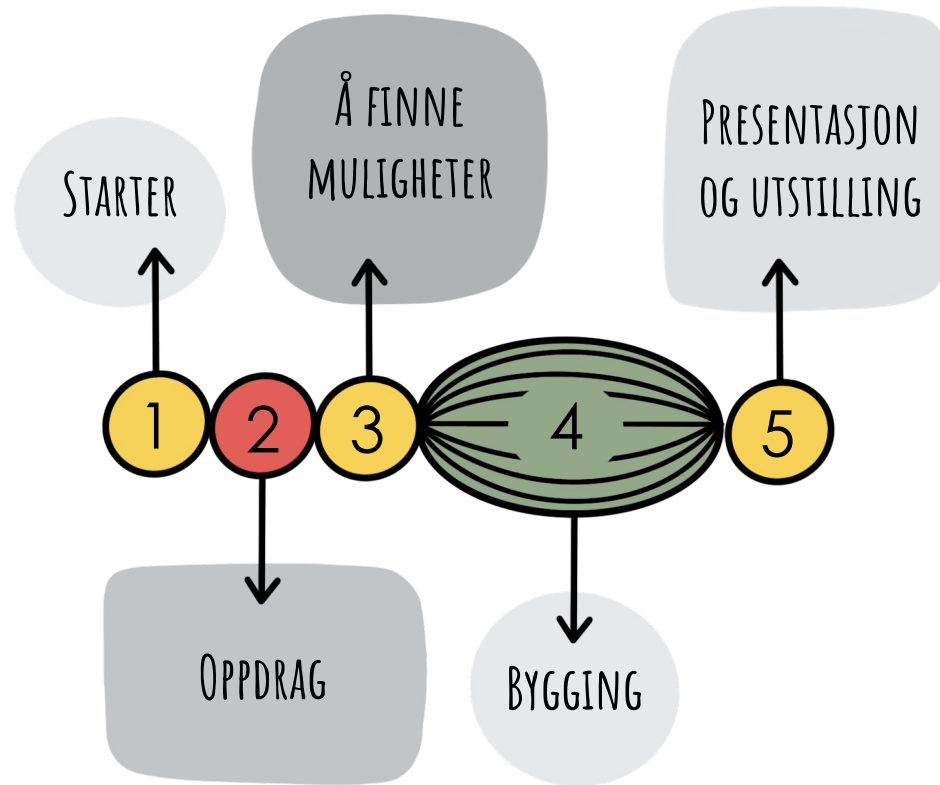 Starter
Å finne
muligheter
Presentasjon
og utstilling
1
2
3
4
5
Oppdrag
Bygging